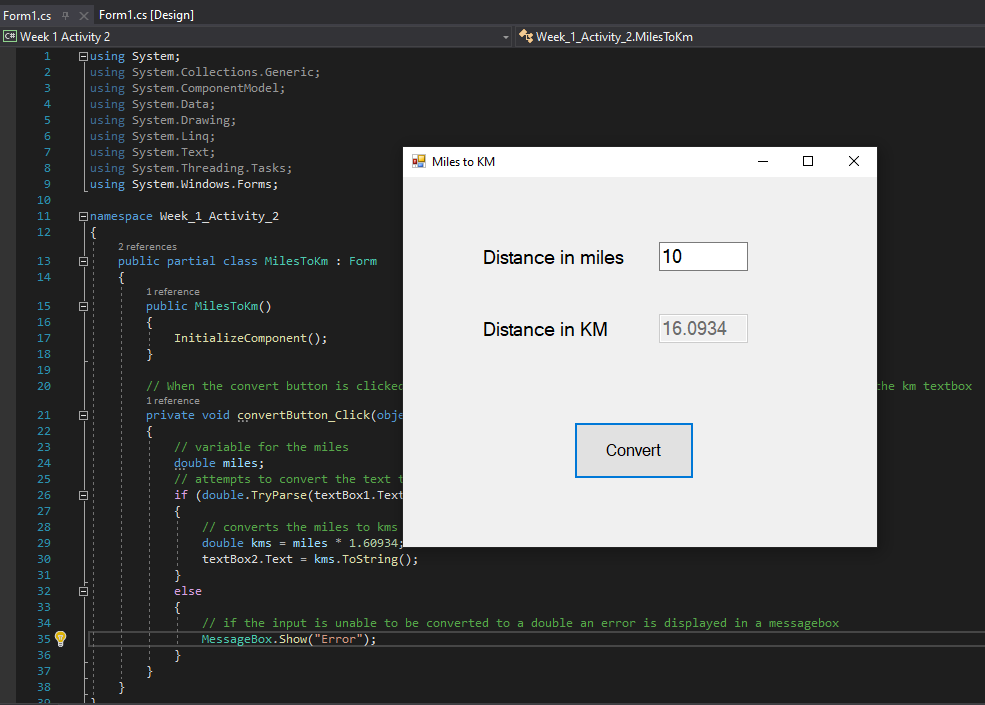 Form1.cs
Form1.cs [Design]
C# Week 1 Activity 2
Week_1_Activity_2.MilesToKm
1 using System;
2 using System.Collections.Generic;
3 using System.ComponentModel;
4 using System.Data;
5 using System.Drawing;
6 using System.Linq;
7 using System.Text;
8 using System.Threading.Tasks;
9 using System.Windows.Forms;
10
11 namespace Week_1_Activity_2
12 {
2 references
13 public partial class MilesToKm : Form
14 {
1 reference
15 public MilesToKm()
16 {
17 InitializeComponent();
18 }
19
20 // When the convert button is clicked he km textbox
1 reference
21 private void convertButton_Click(obje
22 {
23 // variable for the miles
24 double miles;
25 // attempts to convert the text t
26 if (double.TryParse(textBox1.Text
27 {
28 // converts the miles to kms
29 double kms = miles * 1.60934;
30 textBox2.Text = kms.ToString();
31 }
32 else
33 {
34 // if the input is unable to be converted to a double an error is displayed in a messagebox
35 MessageBox.Show("Error");
36 }
37 }
38 }
39 }
Miles to KM
Distance in miles 10
Distance in KM 16.0934
Convert